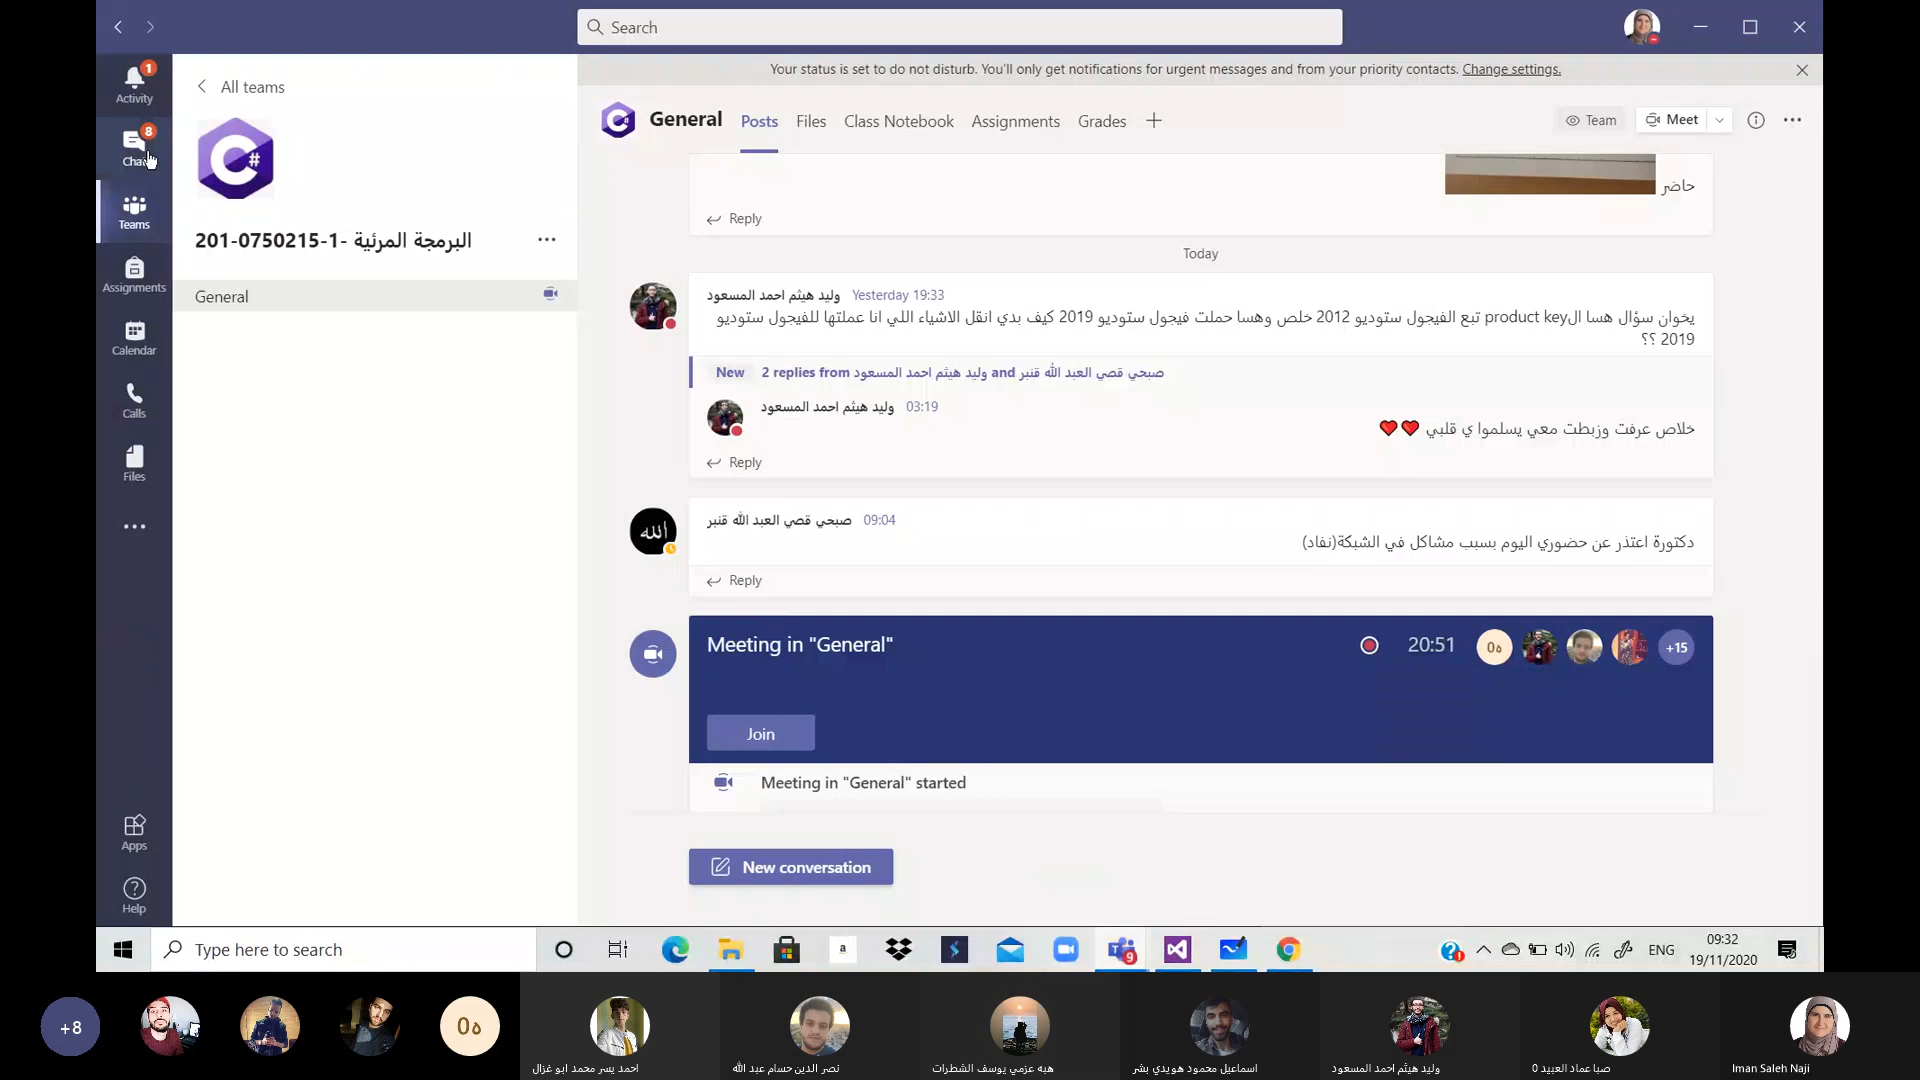 Search
Your status is set to do not disturb. You'll only get notifications for urgent messages and from your priority contacts. Change settings.
1
Activity
8
Chat
Teams
Assignments
Calendar
Calls
Files
Apps
Help
All teams
C#
البرمجة المرئية -1-0750215-201
General
General
Posts
Files
Class Notebook
Assignments
Grades
Team
Meet
حاضر
Reply
Today
وليد هيثم احمد المسعود Yesterday 19:33
يخوان سؤال هسا الproduct key تبع الفيجول ستوديو 2012 خلص وهسا حملت فيجول ستوديو 2019 كيف بدي انقل الاشياء اللي انا عملتها للفيجول ستوديو
2019 ؟؟
New 2 replies from وليد هيثم احمد المسعود and صبحي قصي العبد الله قنبر
وليد هيثم احمد المسعود 03:19
خلاص عرفت وزبطت معي يسلموا ي قلبي ❤❤
Reply
الله
صبحي قصي العبد الله قنبر 09:04
دكتورة اعتذر عن حضوري اليوم بسبب مشاكل في الشبكة(نفاد)
Reply
Meeting in "General"
20:51
0ه
+15
Join
Meeting in "General" started
New conversation
Type here to search
a
9
ENG
09:32
19/11/2020
+8
0ه
احمد يسر محمد ابو غزال
نصر الدين حسام عبد الله
هبه عزمي يوسف الشطرات
اسماعيل محمود هويدي بشر
وليد هيثم احمد المسعود
صبا عماد العبيد 0
Iman Saleh Naji